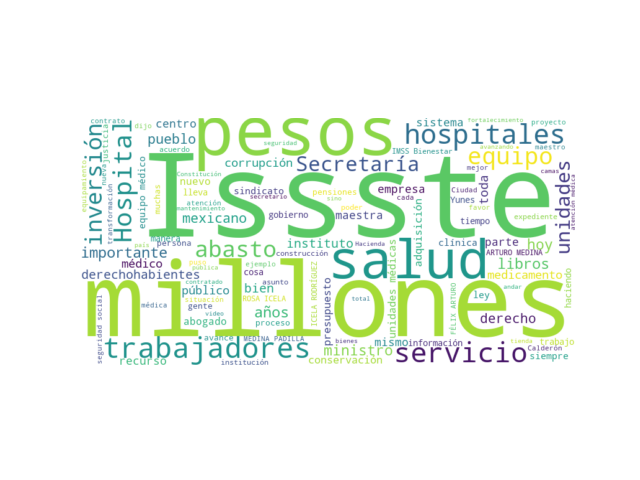 Issste
millones
pesos
salud
hospitales
servicio
trabajadores
Hospital
inversión
equipo
Secretaría
abasto
unidades
ministro
libros
hoy
importante
derechohabientes
mexicano
pueblo
centro
corrupción
sistema
instituto
público
años
bien
médico
nuevo
lleva
sindicato
gobierno
maestra
empresa
pensiones
toda
Yunes
Ciudad
tiempo
parte
clínica
medicamento
ARTURO MEDINA
adquisición
unidades médicas
presupuesto
mismo
información
conservación
recurso
abogado
gente
proceso
ROSA ICELA
ICELA RODRÍGUEZ
MEDINA PADILLA
FÉLIX ARTURO
derecho
ley
trabajo
siempre
Calderón
haciendo
andar
tienda
bienes
total
institución
avance
video
situación
contratado
pública
cosa
asunto
construcción
Hacienda
país
persona
manera
muchas
atención
Constitución
secretario
sino
poder
cada
favor
expediente
camas
atención médica
mejor
avanzando
maestro
IMSS Bienestar
fortalecimiento
proyecto
seguridad
contrato
dijo
acuerdo
justicia
nueva
transformación
equipamiento
equipo médico
mantenimiento
ejemplo
médica
seguridad social